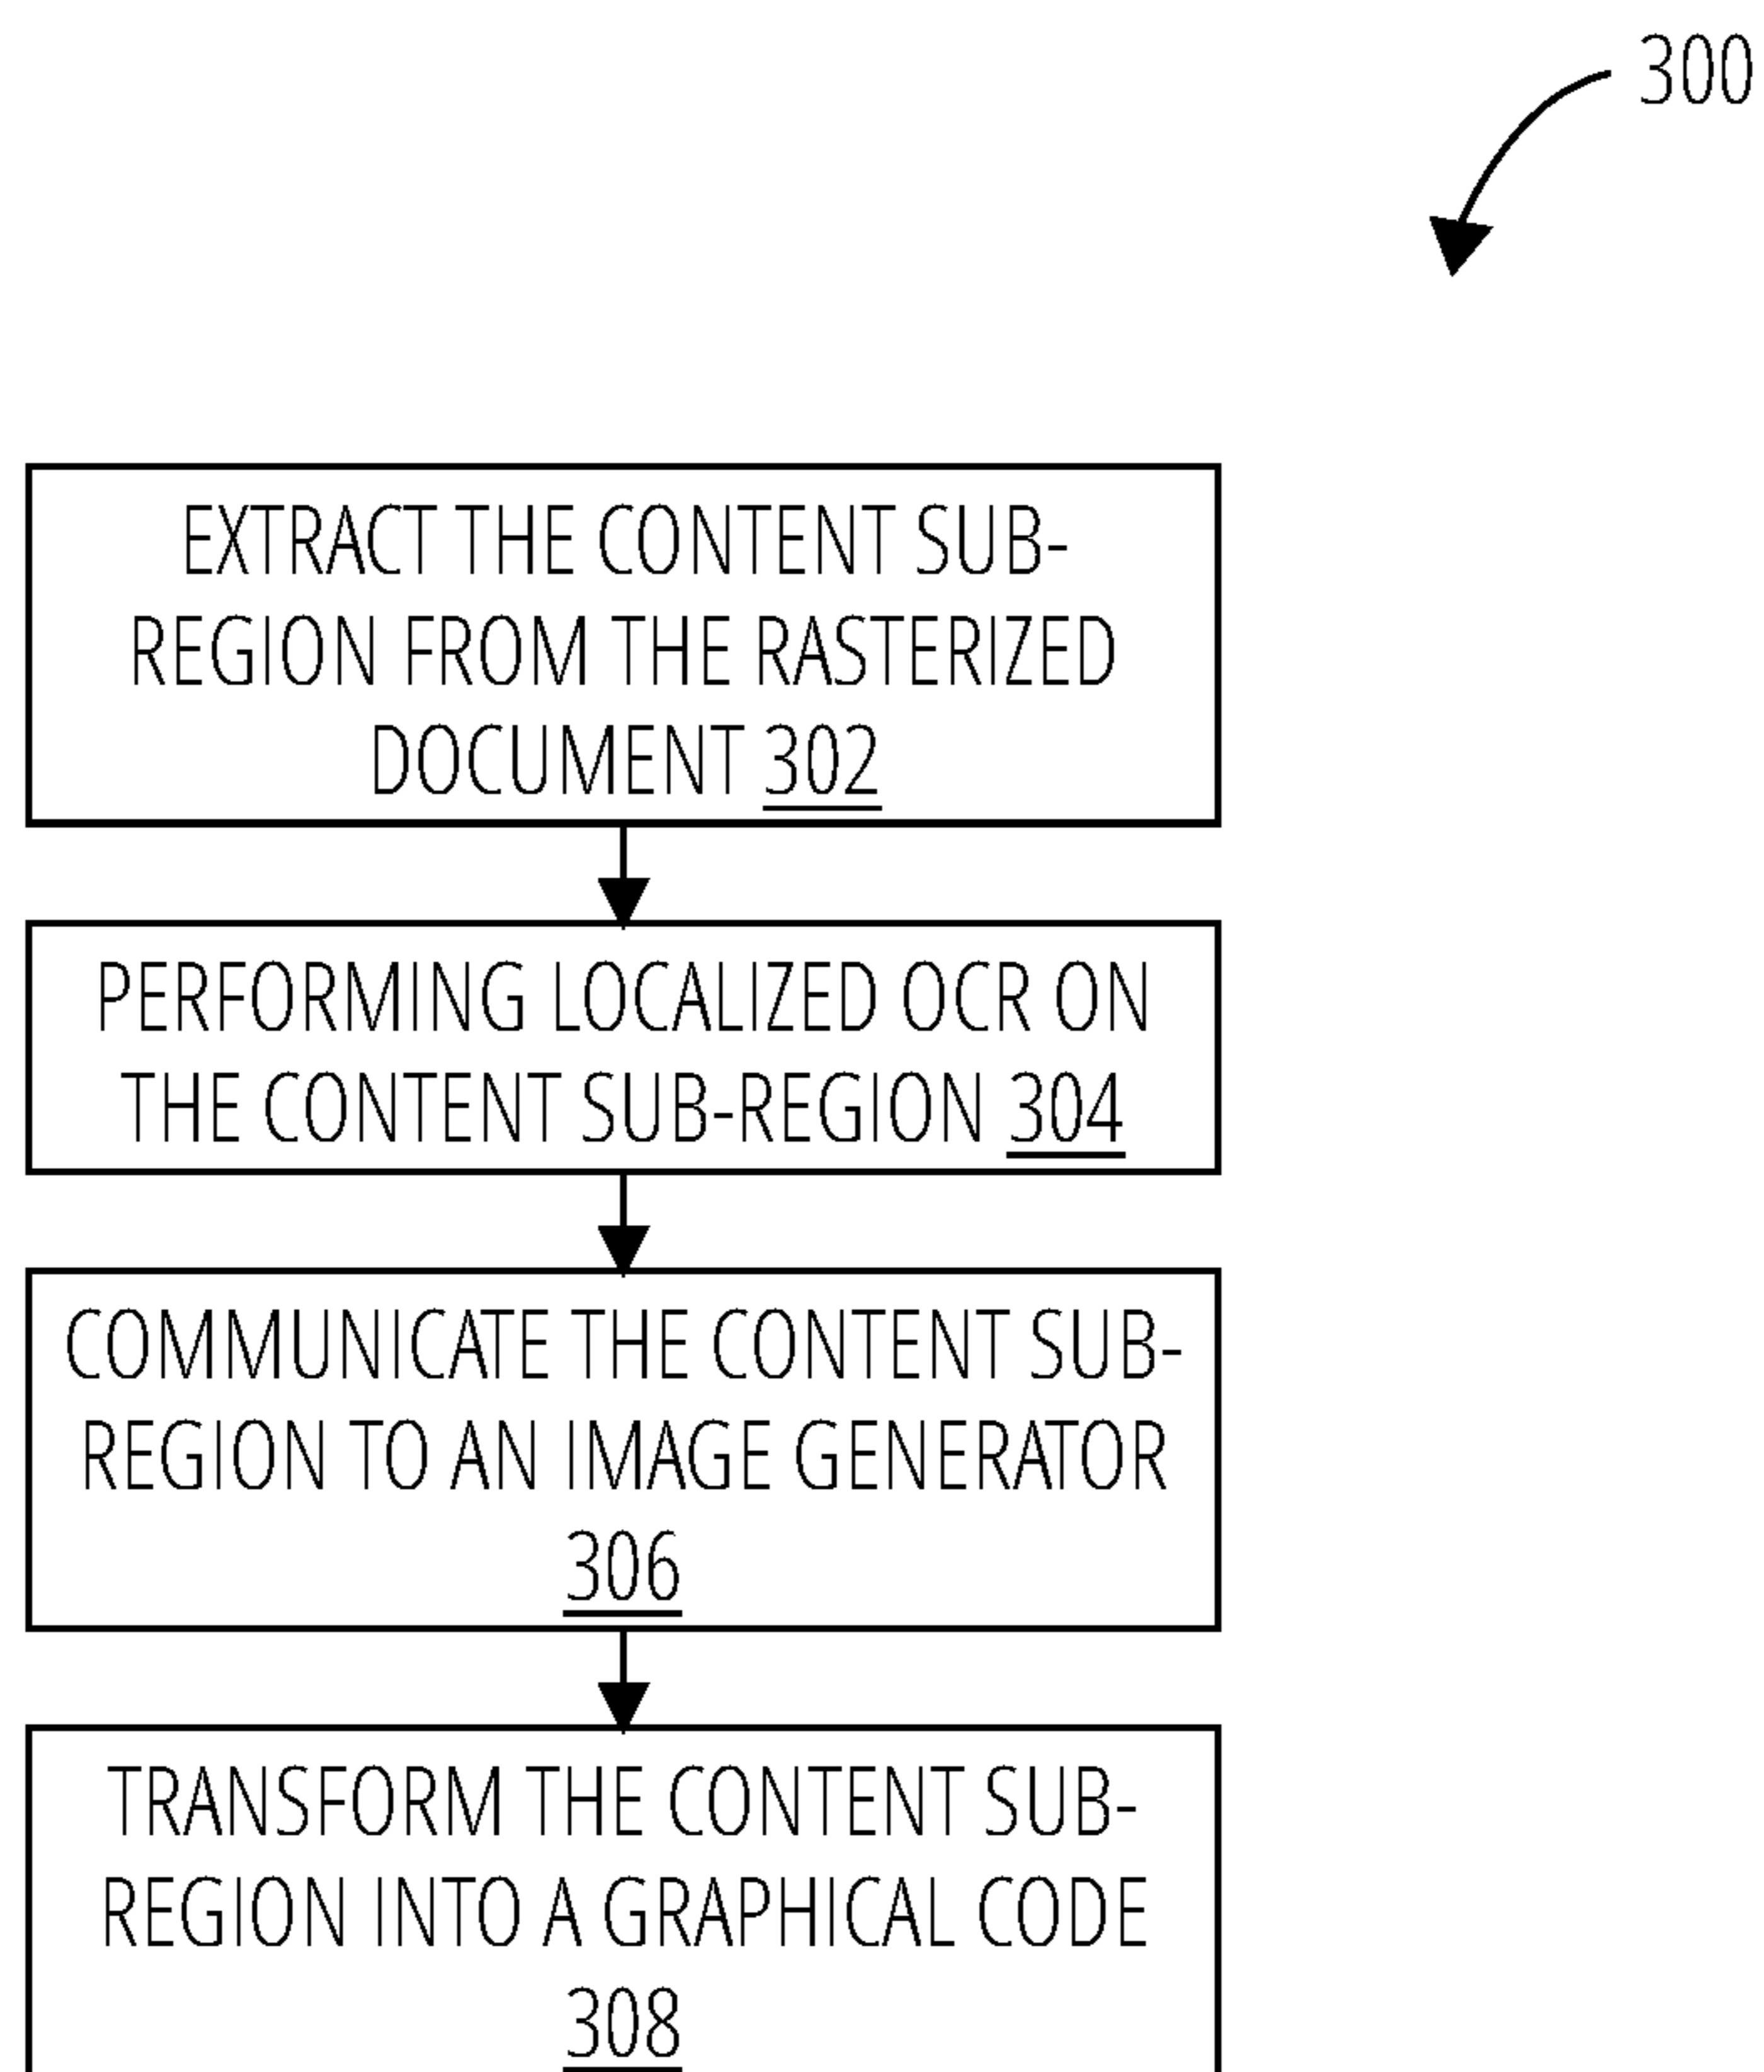 300
EXTRACT THE CONTENT SUB-
REGION FROM THE RASTERIZED
DOCUMENT 302
PERFORMING LOCALIZED OCR ON
THE CONTENT SUB-REGION 304
COMMUNICATE THE CONTENT SUB-
REGION TO AN IMAGE GENERATOR
306
TRANSFORM THE CONTENT SUB-
REGION INTO A GRAPHICAL CODE
308